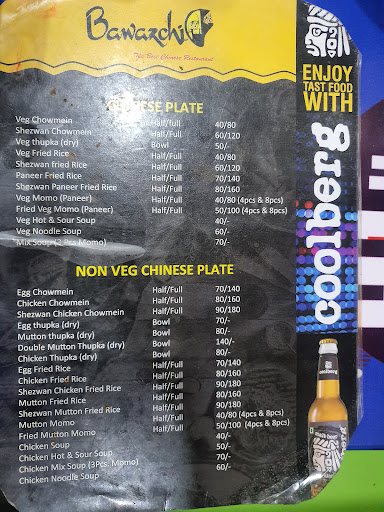 Bawarchi
The Best Chinese Restaurant
CHINESE PLATE
Veg Chowmein Half/full 40/80
Shezwan Chowmein Half/Full 60/120
Veg thupka (dry) Bowl 50/-
Veg Fried Rice Half/Full
Shezwan fried Rice Half/Full 60/120
Paneer Fried Rice Half/Full 70/140
Shezwan Paneer Fried Rice Half/Full 80/160
Veg Momo (Paneer) Half/Full 40/80 (4pcs & 8pcs)
Fried Veg Momo (Paneer) Half/Full 50/100 (4pcs & 8pcs)
Veg Hot & Sour Soup 40/-
Veg Noodle Soup 60/-
Mix Soup (2 Pcs Momo) 70/-
NON VEG CHINESE PLATE
Egg Chowmein Half/Full 70/140
Chicken Chowmein Half/Full 80/160
Shezwan Chicken Chowmein Half/Full 90/180
Egg thupka (dry) Bowl 70/-
Mutton thupka (dry) Bowl 80/-
Double Mutton Thupka (dry) Bowl 140/-
Chicken Thupka (dry) Bowl 80/-
Egg Fried Rice Half/Full 70/140
Chicken Fried Rice Half/Full 80/160
Shezwan Chicken Fried Rice Half/Full 90/180
Mutton Fried Rice Half/Full
Shezwan Mutton Fried Rice Half/Full 90/180
Mutton Momo Half/Full 40/80 (4pcs & 8pcs)
Fried Mutton Momo Half/Full 50/100 (4pcs & 8pcs)
Chicken Soup 40/-
Chicken Hot & Sour Soup 50/-
Chicken Mix Soup (3Pcs. Momo) 70/-
Chicken Noodle Soup 60/-
ENJOY
TAST FOOD
WITH
coolberg
coolberg